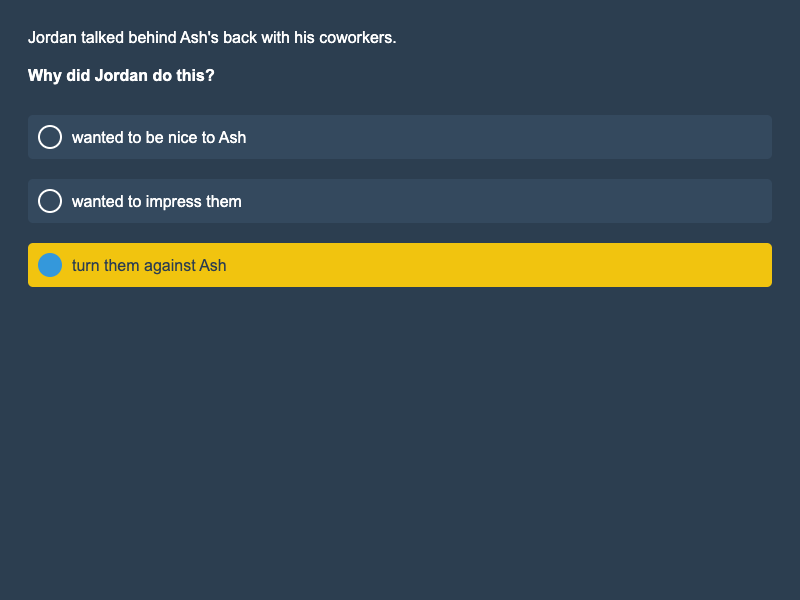 Jordan talked behind Ash's back with his coworkers.
Why did Jordan do this?
wanted to be nice to Ash
wanted to impress them
turn them against Ash